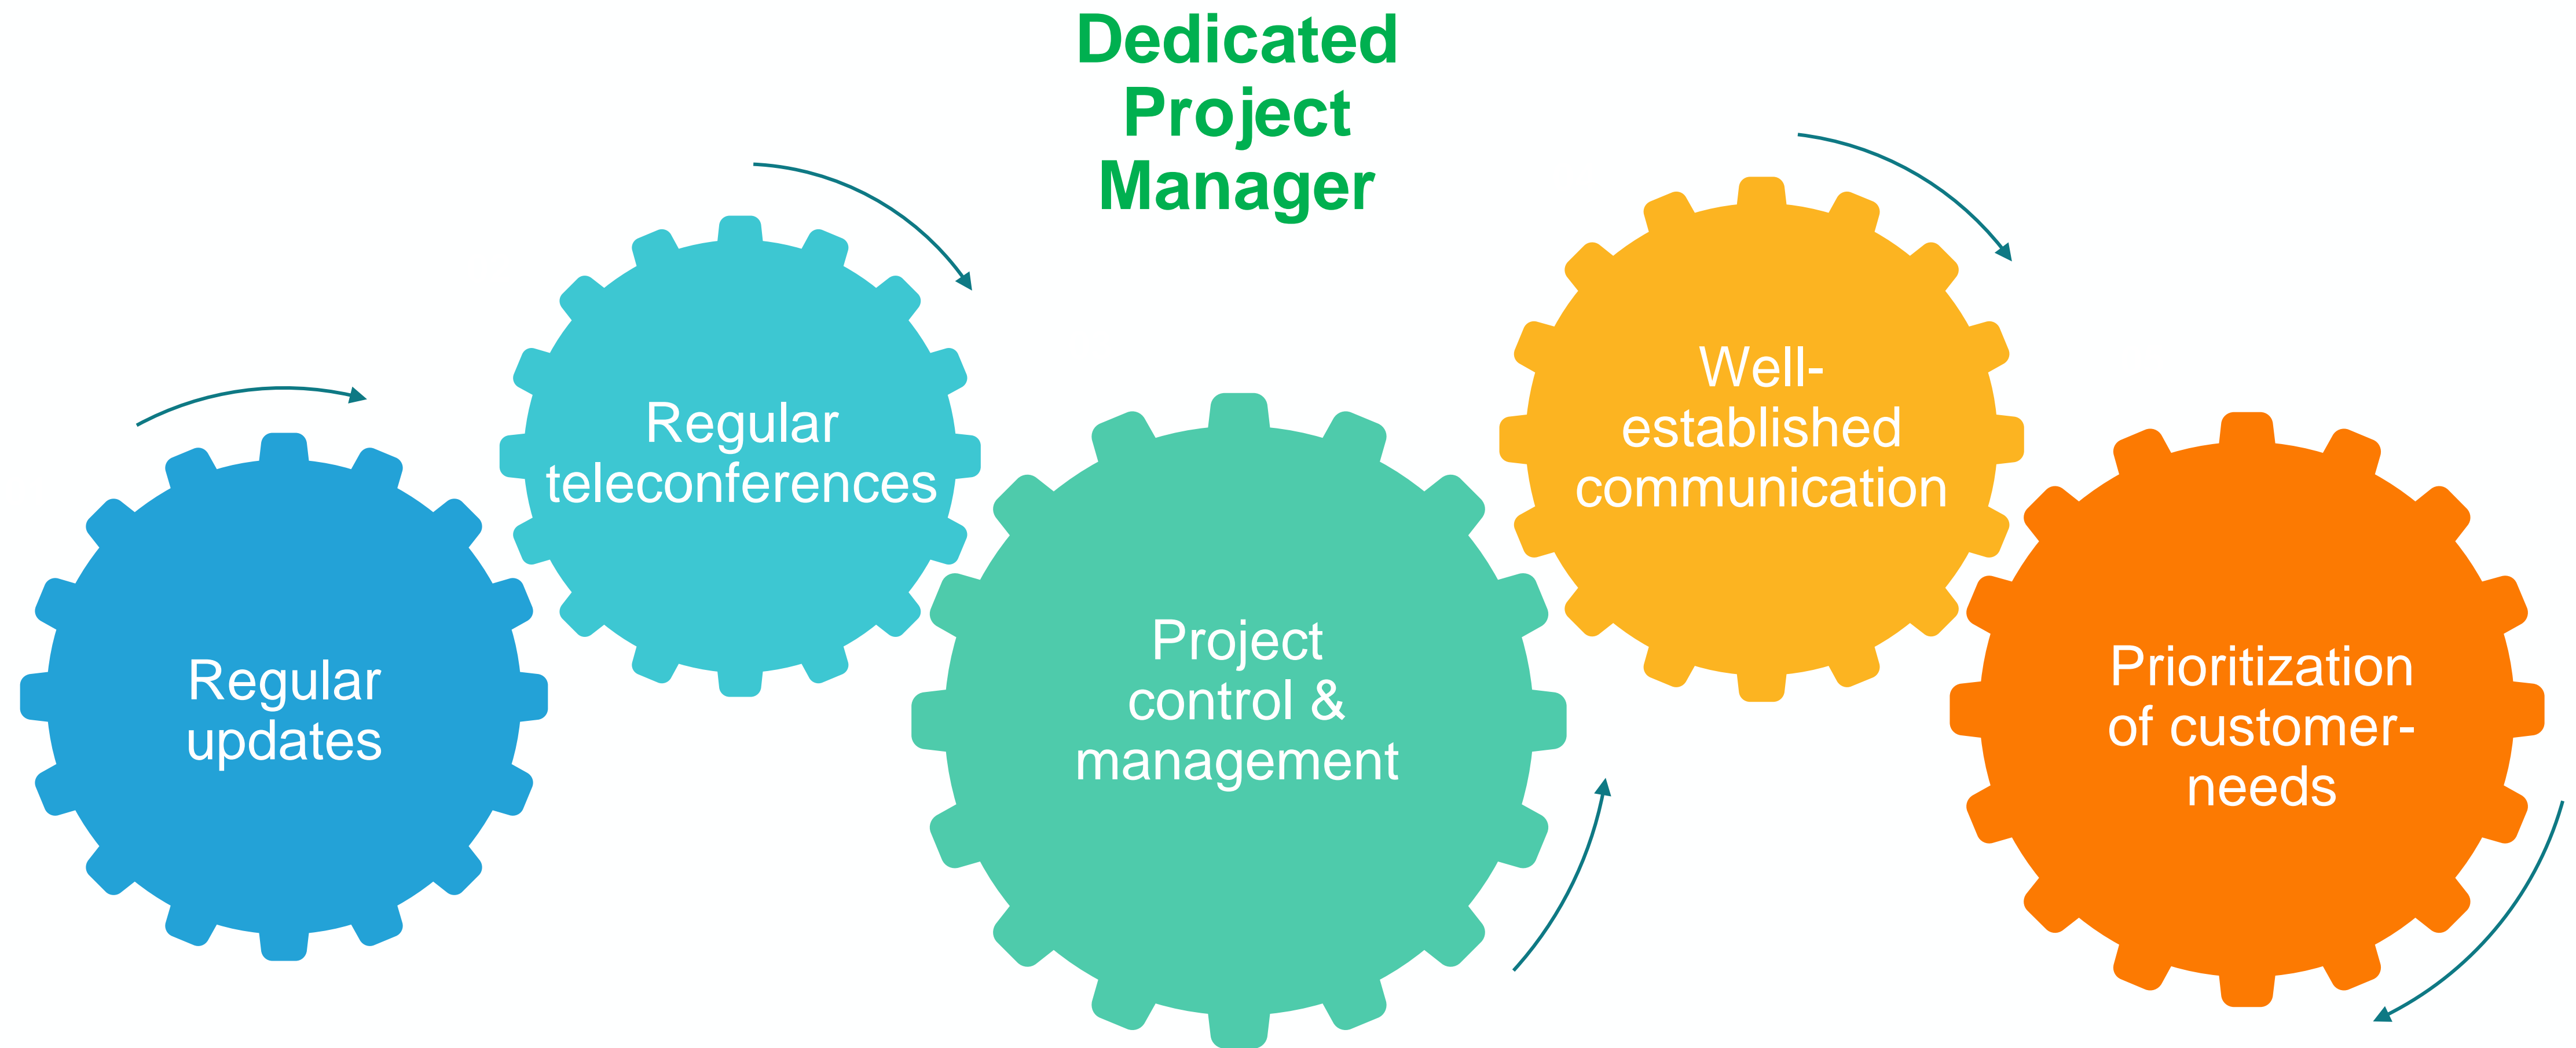 Dedicated
Project
Manager
Regular
updates
Regular
teleconferences
Project
control &
management
Well-
established
communication
Prioritization
of customer-
needs